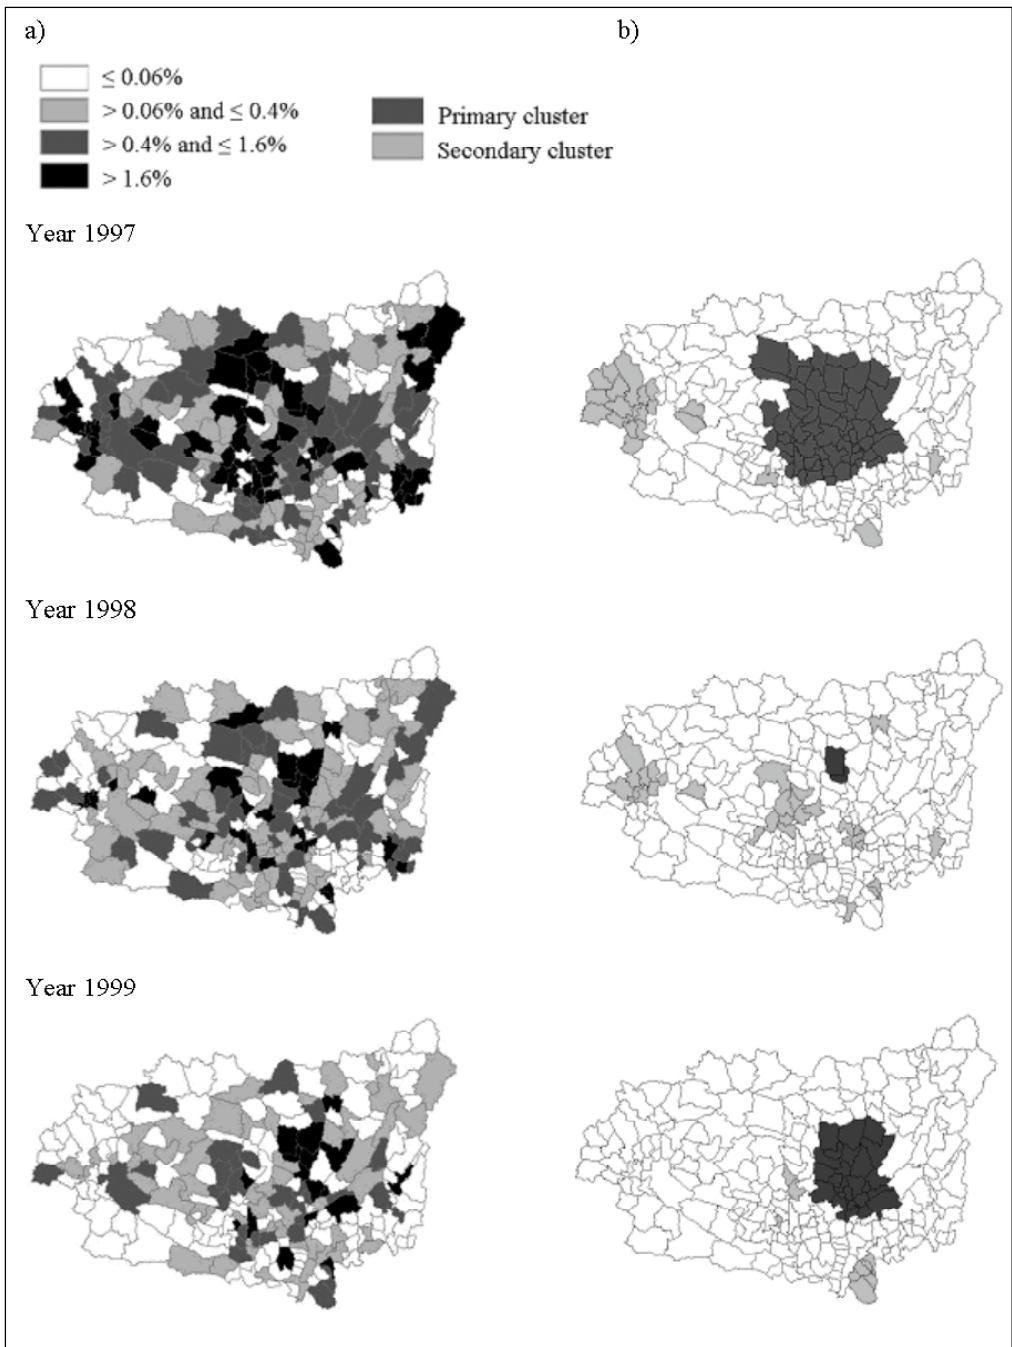 a)
b)
≤ 0.06%
> 0.06% and ≤ 0.4%
> 0.4% and ≤ 1.6%
> 1.6%
Primary cluster
Secondary cluster
Year 1997
Year 1998
Year 1999